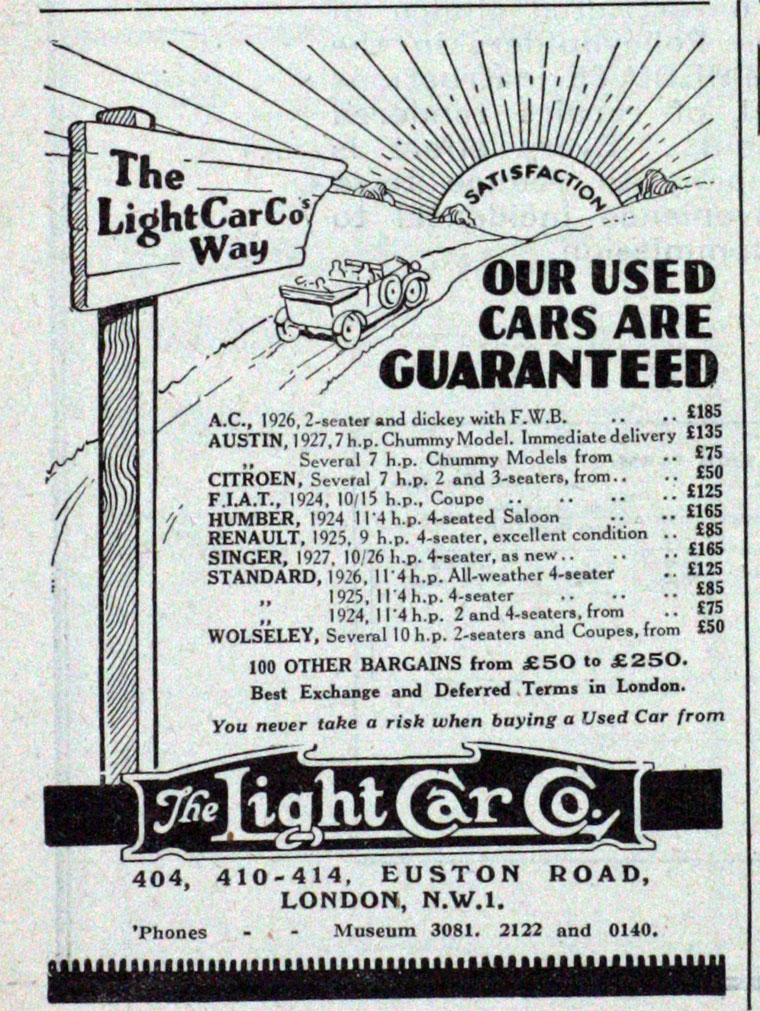 The
Light Car Co's
Way
SATISFACTION
OUR USED
CARS ARE
GUARANTEED
A.C., 1926, 2-seater and dickey with F.W.B. .. .. £185
AUSTIN, 1927, 7 h.p. Chummy Model. Immediate delivery £135
,, Several 7 h.p. Chummy Models from .. £75
CITROEN, Several 7 h.p. 2 and 3-seaters, from .. .. £50
F.I.A.T., 1924, 10/15 h.p., Coupe .. .. .. .. £125
HUMBER, 1924 11·4 h.p. 4-seated Saloon .. .. £165
RENAULT, 1925, 9 h.p. 4-seater, excellent condition .. £85
SINGER, 1927, 10/26 h.p. 4-seater, as new .. .. .. £165
STANDARD, 1926, 11·4 h.p. All-weather 4-seater .. £125
,, 1925, 11·4 h.p. 4-seater .. .. .. £85
,, 1924, 11·4 h.p. 2 and 4-seaters, from .. £75
WOLSELEY, Several 10 h.p. 2-seaters and Coupes, from £50
100 OTHER BARGAINS from £50 to £250.
Best Exchange and Deferred Terms in London.
You never take a risk when buying a Used Car from
The Light Car Co.
404, 410-414, EUSTON ROAD,
LONDON, N.W.1.
'Phones - - Museum 3081. 2122 and 0140.